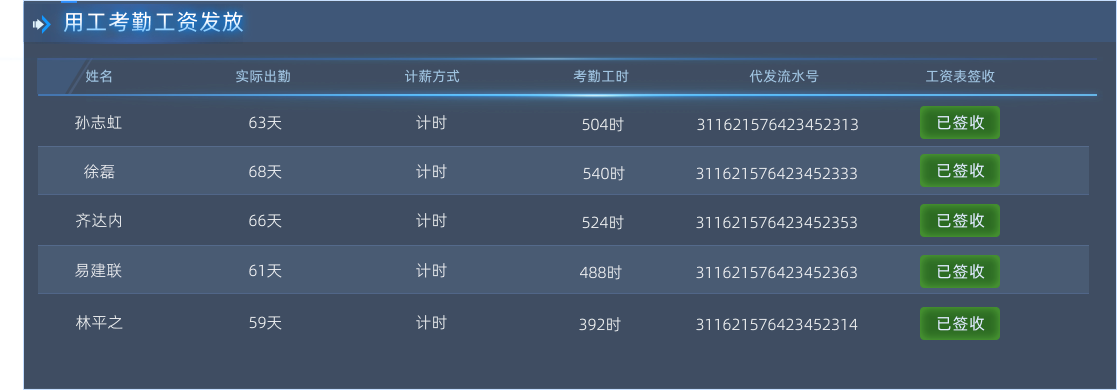 用工考勤工资发放
姓名 实际出勤 计薪方式 考勤工时 代发流水号 工资表签收
孙志虹 63天 计时 504时 311621576423452313 已签收
徐磊 68天 计时 540时 311621576423452333 已签收
齐达内 66天 计时 524时 311621576423452353 已签收
易建联 61天 计时 488时 311621576423452363 已签收
林平之 59天 计时 392时 311621576423452314 已签收